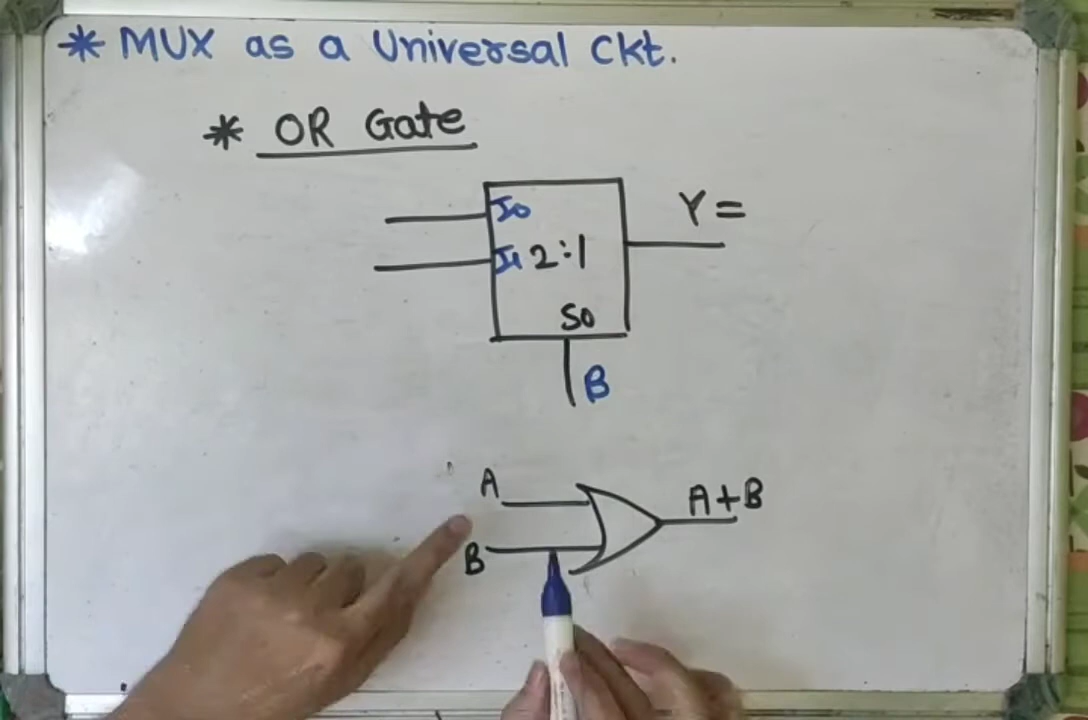 * MUX as a Universal Ckt.
* OR Gate
I0
Y =
I1 2:1
S0
B
A
A+B
B